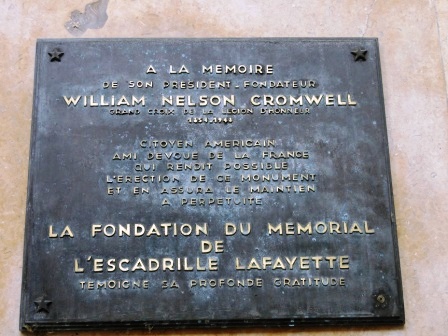 A LA MEMOIRE
DE SON PRESIDENT-FONDATEUR
WILLIAM NELSON CROMWELL
GRAND CROIX DE LA LEGION D'HONNEUR
1854-1948
CITOYEN AMERICAIN
AMI DEVOUE DE LA FRANCE
QUI RENDIT POSSIBLE
L'ERECTION DE CE MONUMENT
ET EN ASSURA LE MAINTIEN
A PERPETUITE
LA FONDATION DU MEMORIAL
DE
L'ESCADRILLE LAFAYETTE
TEMOIGNE SA PROFONDE GRATITUDE